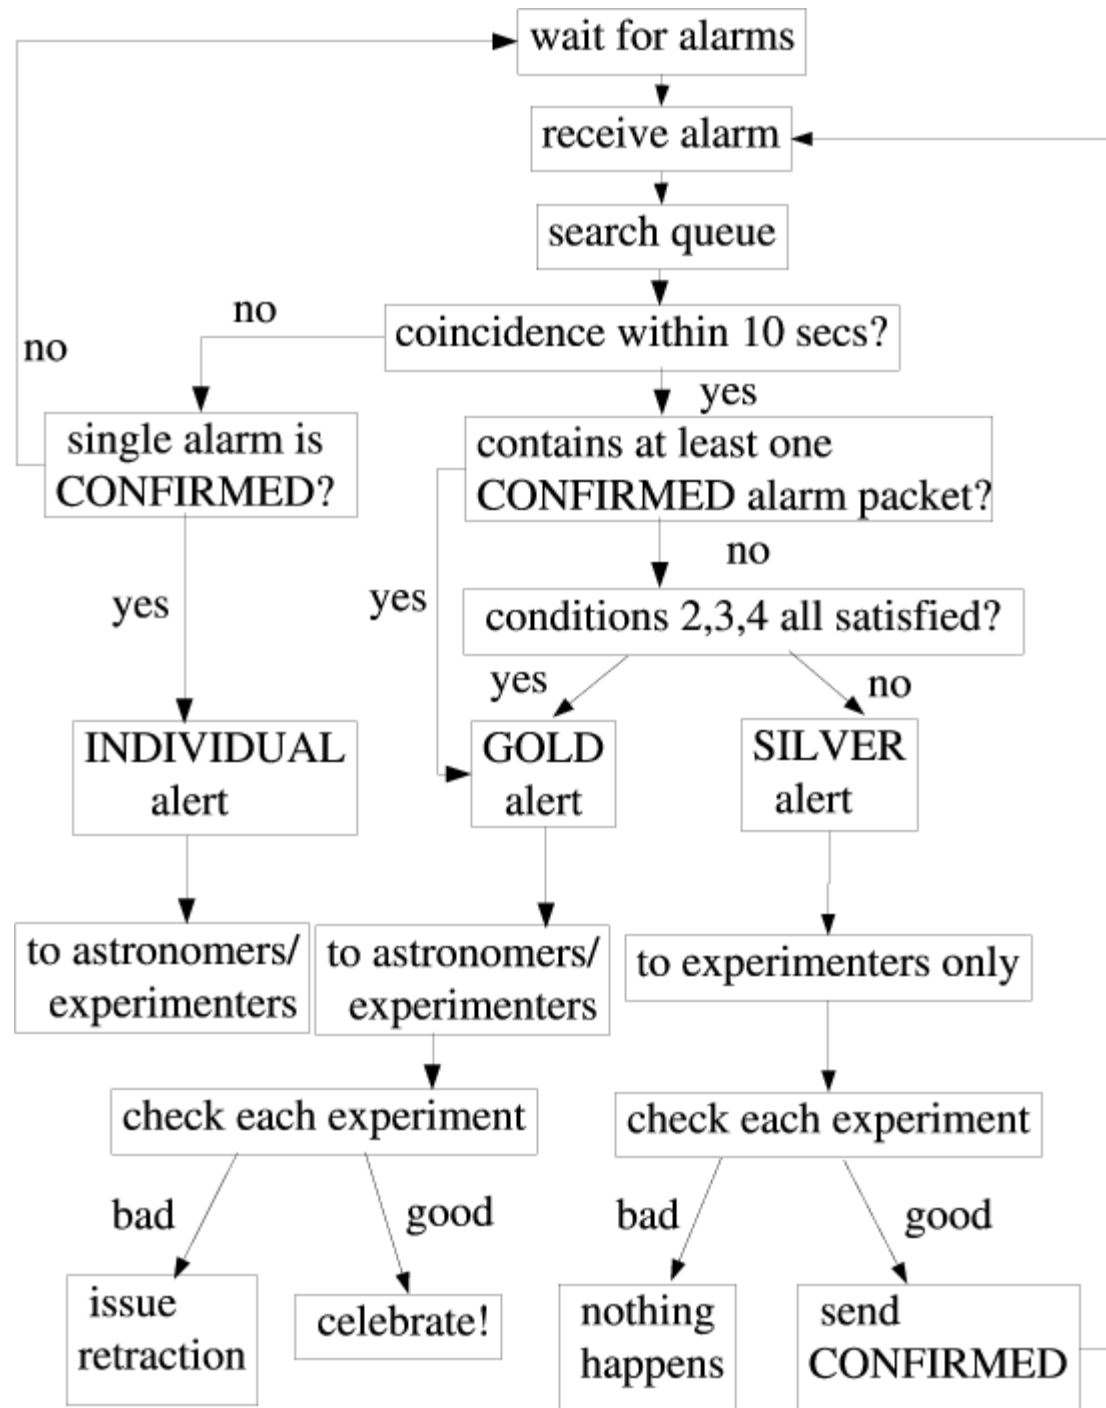 wait for alarms
receive alarm
search queue
no
coincidence within 10 secs?
no
yes
single alarm is
CONFIRMED?
contains at least one
CONFIRMED alarm packet?
no
yes
yes
conditions 2,3,4 all satisfied?
yes
no
INDIVIDUAL
alert
GOLD
alert
SILVER
alert
to astronomers/
experimenters
to astronomers/
experimenters
to experimenters only
check each experiment
check each experiment
bad
good
bad
good
issue
retraction
celebrate!
nothing
happens
send
CONFIRMED